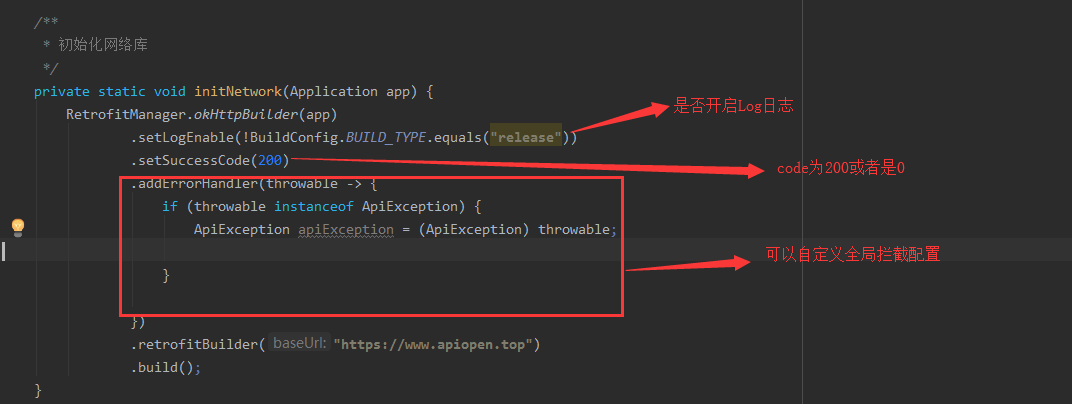 /**
* 初始化网络库
*/
private static void initNetwork(Application app) {
RetrofitManager.okHttpBuilder(app)
.setLogEnable(!BuildConfig.BUILD_TYPE.equals("release"))
是否开启Log日志
.setSuccessCode(200)
code为200或者是0
.addErrorHandler(throwable -> {
if (throwable instanceof ApiException) {
ApiException apiException = (ApiException) throwable;
可以自定义全局拦截配置
}
})
.retrofitBuilder( baseUrl: "https://www.apiopen.top")
.build();
}